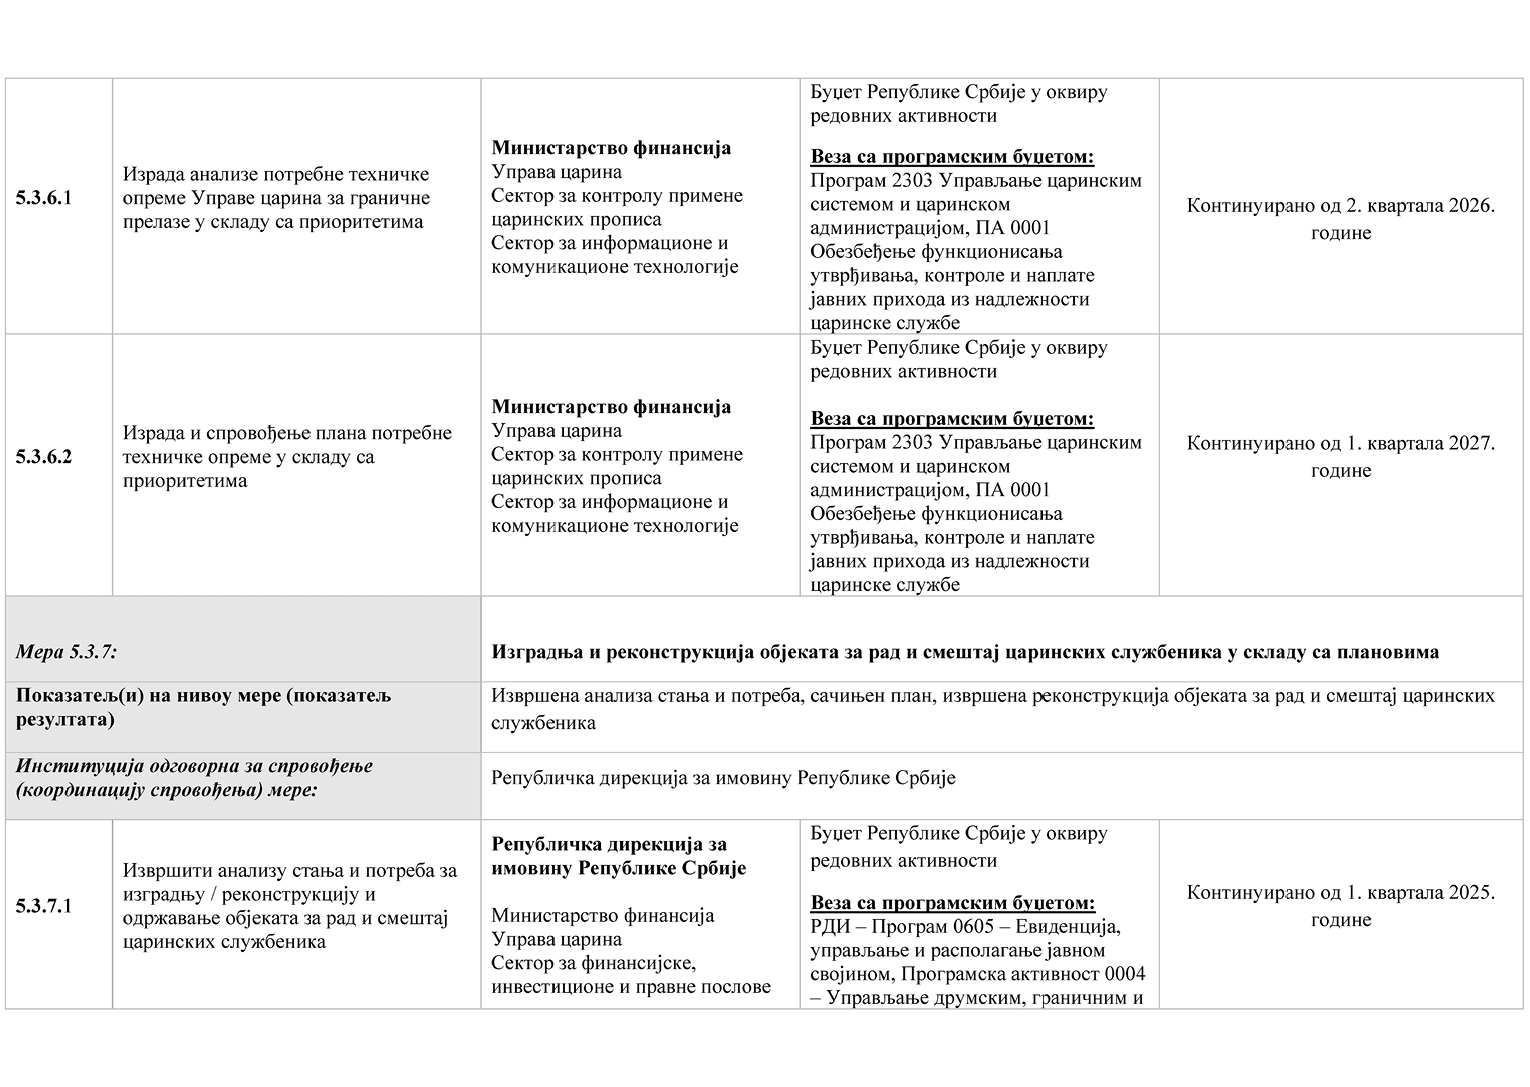 5.3.6.1
Израда анализе потребне техничке
опреме Управе царина за граничне
прелазе у складу са приоритетима
Министарство финансија
Управа царина
Сектор за контролу примене
царинских прописа
Сектор за информационе и
комуникационе технологије
Буџет Републике Србије у оквиру
редовних активности
Веза са програмским буџетом:
Програм 2303 Управљање царинским
системом и царинском
администрацијом, ПА 0001
Обезбеђење функционисања
утврђивања, контроле и наплате
јавних прихода из надлежности
царинске службе
Континуирано од 2. квартала 2026.
године
5.3.6.2
Израда и спровођење плана потребне
техничке опреме у складу са
приоритетима
Министарство финансија
Управа царина
Сектор за контролу примене
царинских прописа
Сектор за информационе и
комуникационе технологије
Буџет Републике Србије у оквиру
редовних активности
Веза са програмским буџетом:
Програм 2303 Управљање царинским
системом и царинском
администрацијом, ПА 0001
Обезбеђење функционисања
утврђивања, контроле и наплате
јавних прихода из надлежности
царинске службе
Континуирано од 1. квартала 2027.
године
Мера 5.3.7:
Изградња и реконструкција објеката за рад и смештај царинских службеника у складу са плановима
Показатељ(и) на нивоу мере (показатељ
резултата)
Извршена анализа стања и потреба, сачињен план, извршена реконструкција објеката за рад и смештај царинских
службеника
Институција одговорна за спровођење
(координацију спровођења) мере:
Републичка дирекција за имовину Републике Србије
5.3.7.1
Извршити анализу стања и потреба за
изградњу / реконструкцију и
одржавање објеката за рад и смештај
царинских службеника
Републичка дирекција за
имовину Републике Србије
Министарство финансија
Управа царина
Сектор за финансијске,
инвестиционе и правне послове
Буџет Републике Србије у оквиру
редовних активности
Веза са програмским буџетом:
РДИ – Програм 0605 – Евиденција,
управљање и располагање јавном
својином, Програмска активност 0004
– Управљање друмским, граничним и
Континуирано од 1. квартала 2025.
године